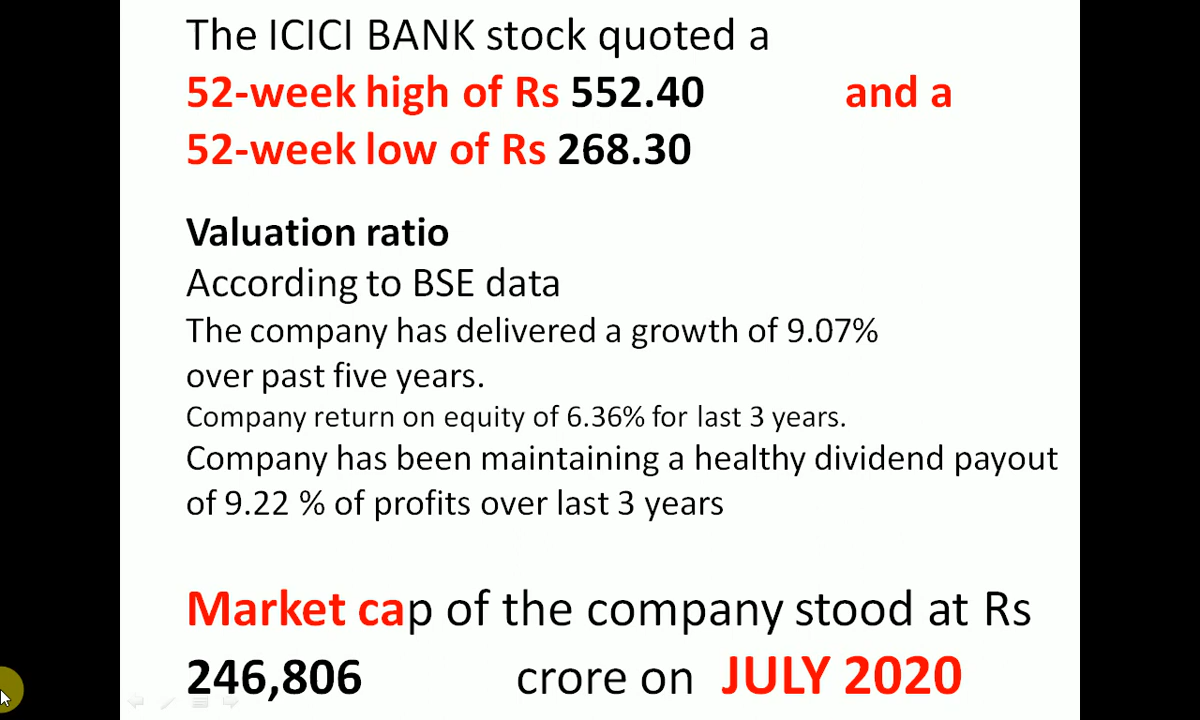 The ICICI BANK stock quoted a
52-week high of Rs 552.40 and a
52-week low of Rs 268.30
Valuation ratio
According to BSE data
The company has delivered a growth of 9.07%
over past five years.
Company return on equity of 6.36% for last 3 years.
Company has been maintaining a healthy dividend payout
of 9.22 % of profits over last 3 years
Market cap of the company stood at Rs
246,806 crore on JULY 2020